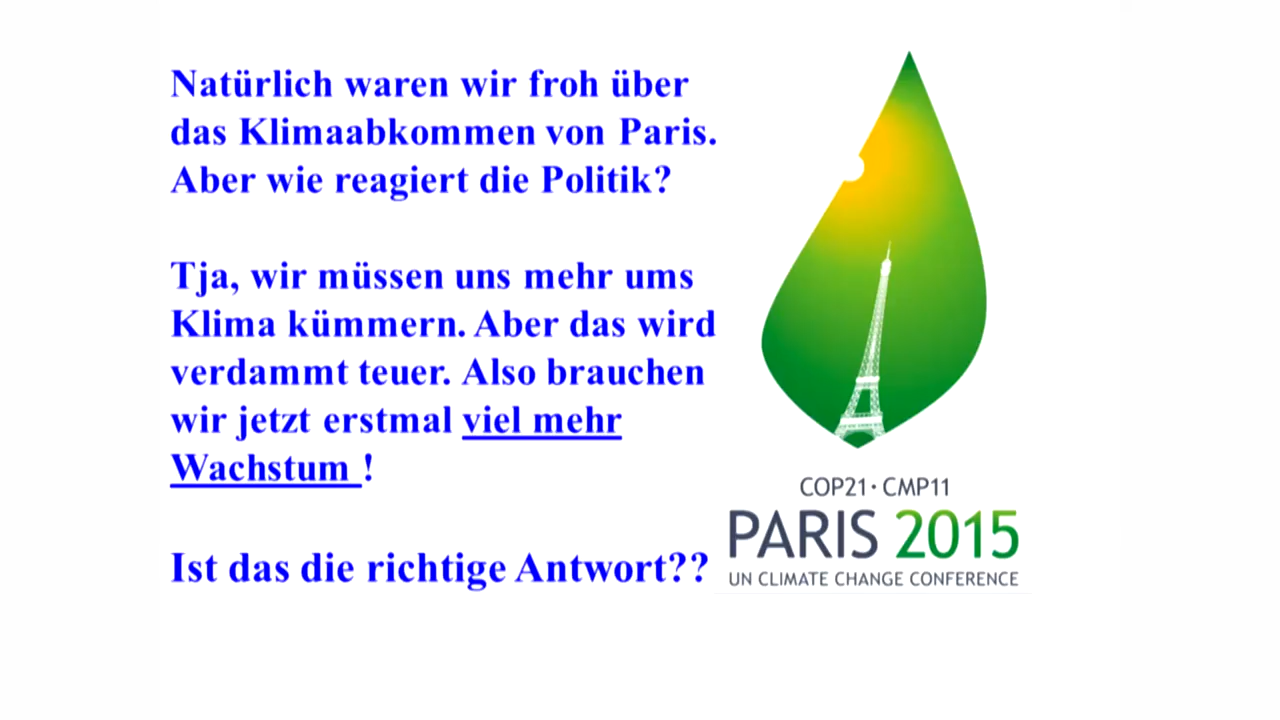 Natürlich waren wir froh über
das Klimaabkommen von Paris.
Aber wie reagiert die Politik?
Tja, wir müssen uns mehr ums
Klima kümmern. Aber das wird
verdammt teuer. Also brauchen
wir jetzt erstmal viel mehr
Wachstum !
Ist das die richtige Antwort??
COP21·CMP11
PARIS 2015
UN CLIMATE CHANGE CONFERENCE